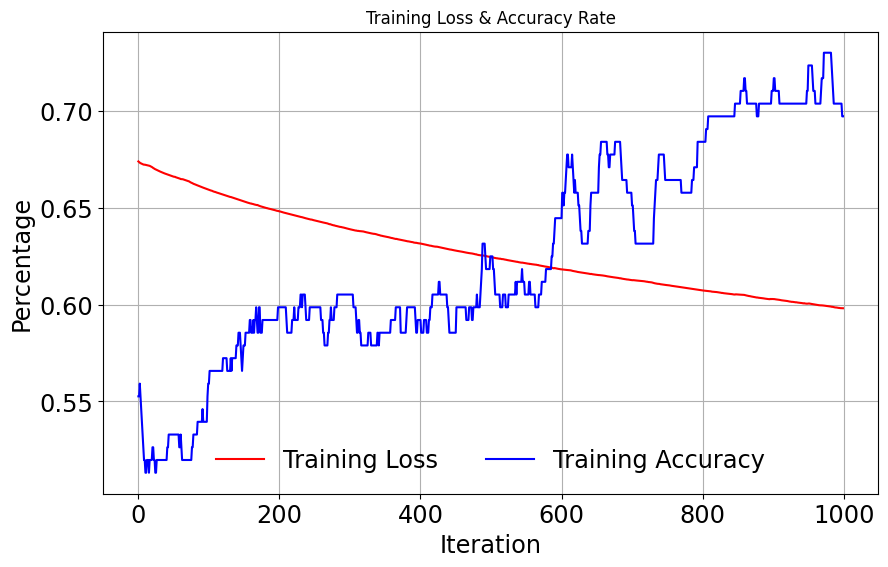 Training Loss & Accuracy Rate
Percentage
0.70
0.65
0.60
0.55
Training Loss
Training Accuracy
0
200
400
600
800
1000
Iteration